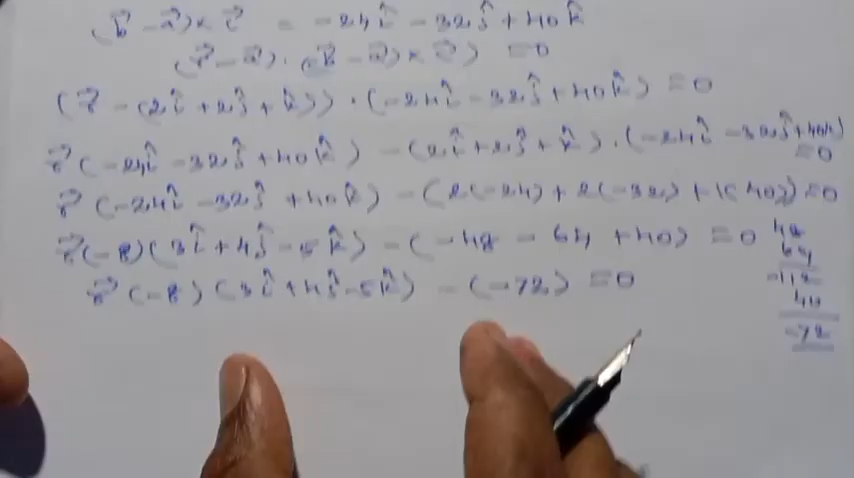 (b⃗ - a⃗) × c⃗ = -24î - 32ĵ + 40k̂
(r⃗ - a⃗) · (b⃗ - a⃗) × c⃗) = 0
(r⃗ - (2î + 2ĵ + k̂)) · (-24î - 32ĵ + 40k̂) = 0
r⃗ (-24î - 32ĵ + 40k̂) - (2î + 2ĵ + k̂) · (-24î - 32ĵ + 40k̂) = 0
r⃗ (-24î - 32ĵ + 40k̂) - (2(-24) + 2(-32) + 1(40)) = 0
r⃗ (-8) (3î + 4ĵ - 5k̂) - (-48 - 64 + 40) = 0
r⃗ (-8) (3î + 4ĵ - 5k̂) - (-72) = 0
48
64
-112
40
-72